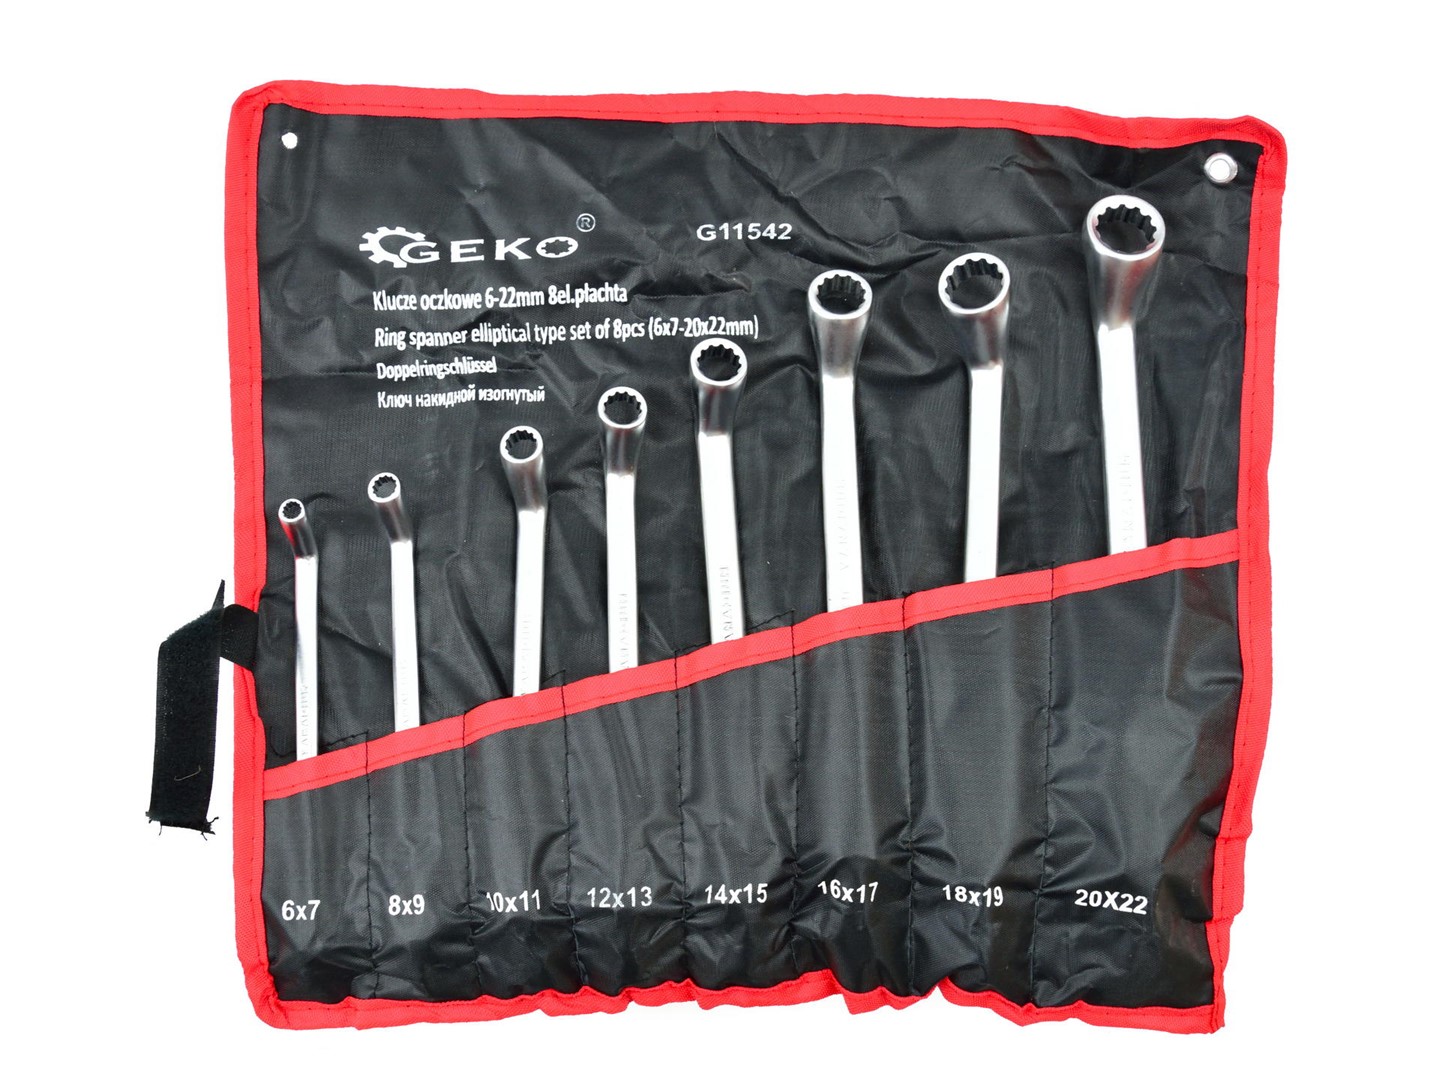 GEKO®
G11542
Klucze oczkowe 6-22mm 8el.płachta
Ring spanner elliptical type set of 8pcs (6x7-20x22mm)
Doppelringschlüssel
Ключ накидной изогнутый
6x7
8x9
10x11
12x13
14x15
16x17
18x19
20X22